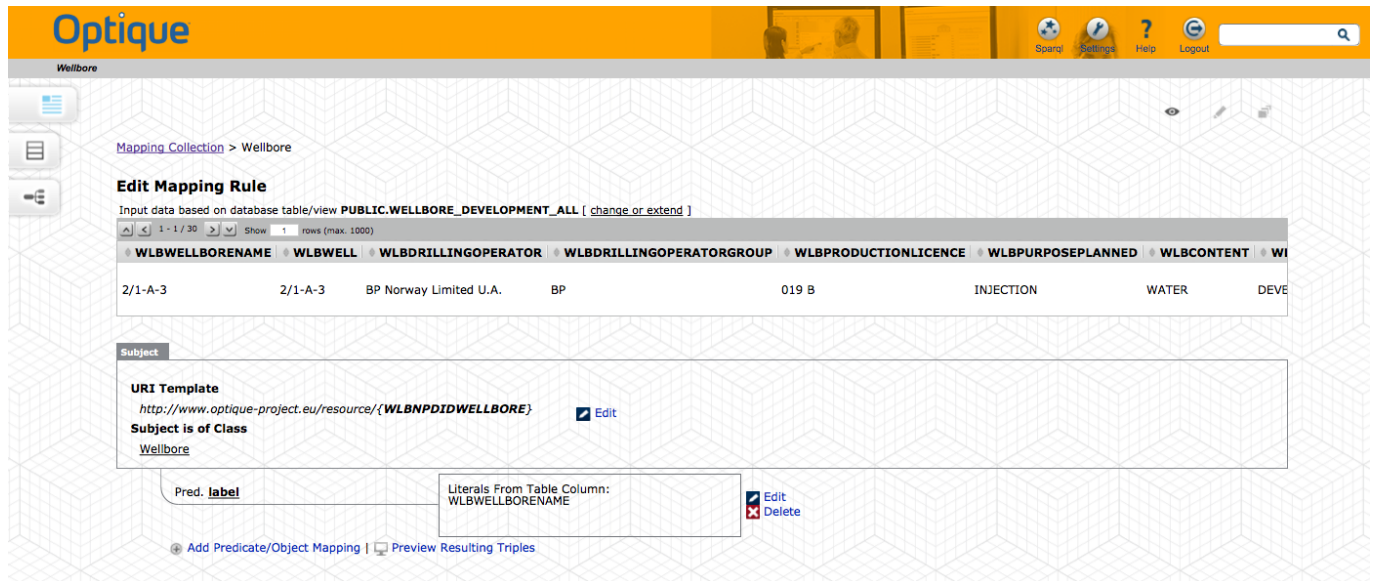 Optique
Sparql Settings Help Logout
Wellbore
Mapping Collection > Wellbore
Edit Mapping Rule
Input data based on database table/view PUBLIC.WELLBORE_DEVELOPMENT_ALL [ change or extend ]
1 - 1 / 30 Show 1 rows (max. 1000)
WLBWELLBORENAME WLBWELL WLBDRILLINGOPERATOR WLBDRILLINGOPERATORGROUP WLBPRODUCTIONLICENCE WLBPURPOSEPLANNED WLBCONTENT
2/1-A-3 2/1-A-3 BP Norway Limited U.A. BP 019 B INJECTION WATER DEVE
Subject
URI Template
http://www.optique-project.eu/resource/{WLBNPDIDWELLBORE} Edit
Subject is of Class
Wellbore
Pred. label
Literals From Table Column:
WLBWELLBORENAME
Edit
Delete
Add Predicate/Object Mapping | Preview Resulting Triples